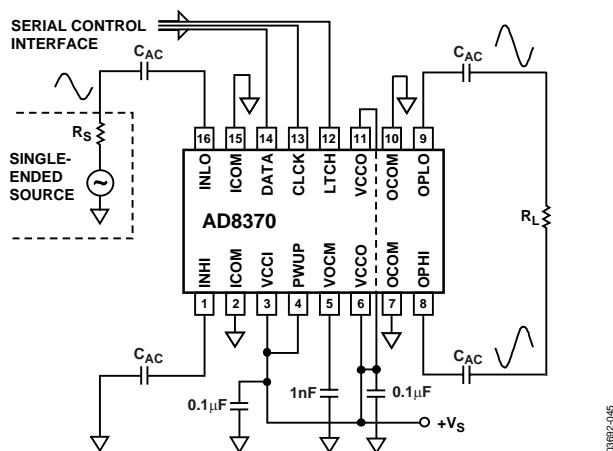 SERIAL CONTROL
INTERFACE
CAC
CAC
RS
SINGLE-
ENDED
SOURCE
16 15 14 13 12 11 10 9
INLO ICOM DATA CLCK LTCH VCCO OCOM OPLO
AD8370
RL
INHI ICOM VCCI PWUP VOCM VCCO OCOM OPHI
1 2 3 4 5 6 7 8
CAC
CAC
0.1µF
1nF
0.1µF
+VS
03692-045